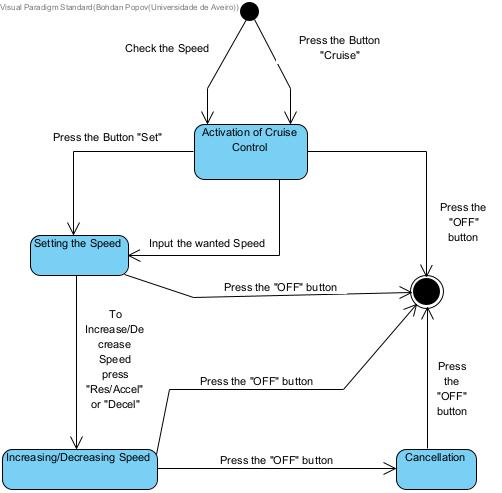 Visual Paradigm Standard(Bohdan Popov(Universidade de Aveiro))
Check the Speed
Press the Button
"Cruise"
Activation of Cruise
Control
Press the Button "Set"
Input the wanted Speed
Press the
"OFF"
button
Setting the Speed
Press the "OFF" button
To
Increase/De
crease
Speed
press
"Res/Accel"
or "Decel"
Press the "OFF" button
Press
the
"OFF"
button
Increasing/Decreasing Speed
Press the "OFF" button
Cancellation